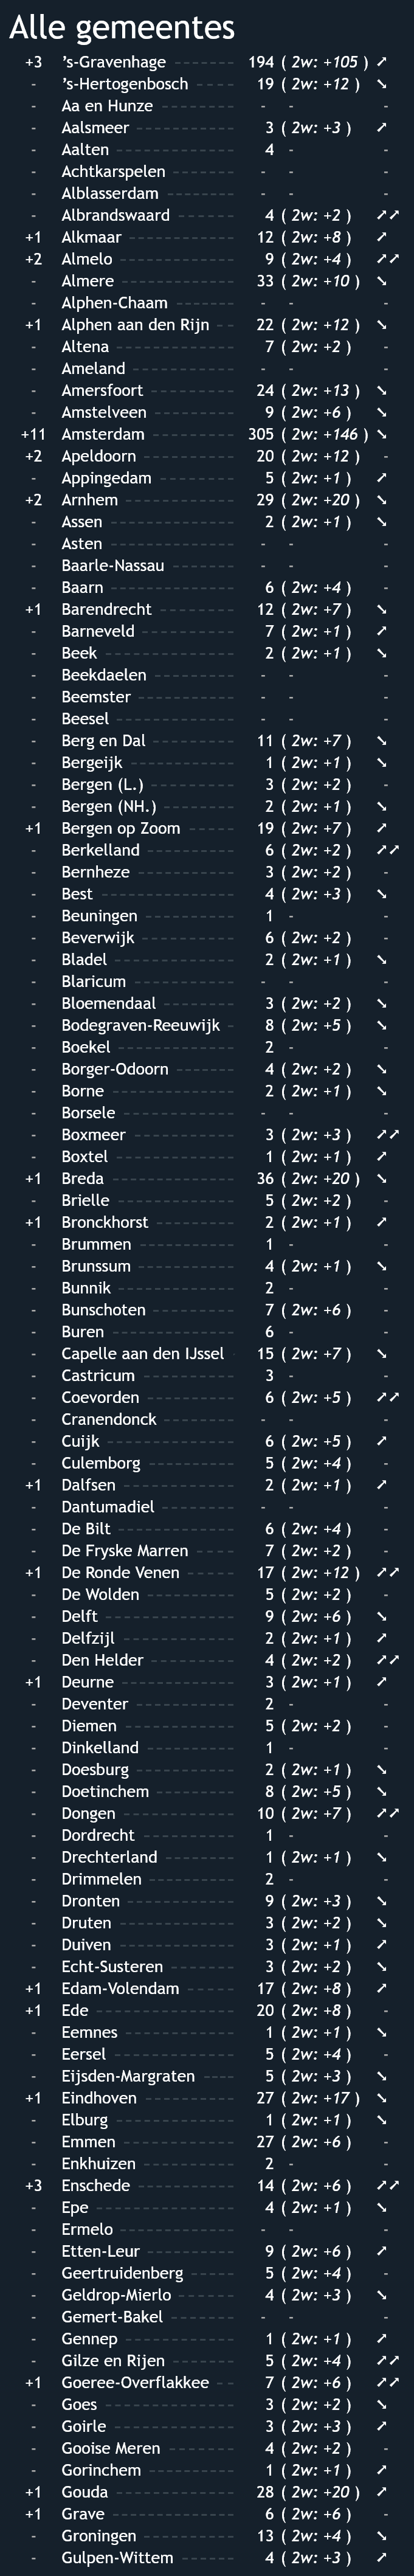 Alle gemeentes
+3 ’s-Gravenhage 194 ( 2w: +105 ) ➚
- ’s-Hertogenbosch 19 ( 2w: +12 ) ➘
- Aa en Hunze - - -
- Aalsmeer 3 ( 2w: +3 ) ➚
- Aalten 4 - -
- Achtkarspelen - - -
- Alblasserdam - - -
- Albrandswaard 4 ( 2w: +2 ) ➚➚
+1 Alkmaar 12 ( 2w: +8 ) ➚
+2 Almelo 9 ( 2w: +4 ) ➚➚
- Almere 33 ( 2w: +10 ) ➘
- Alphen-Chaam - - -
+1 Alphen aan den Rijn 22 ( 2w: +12 ) ➘
- Altena 7 ( 2w: +2 ) -
- Ameland - - -
- Amersfoort 24 ( 2w: +13 ) ➘
- Amstelveen 9 ( 2w: +6 ) ➘
+11 Amsterdam 305 ( 2w: +146 ) ➘
+2 Apeldoorn 20 ( 2w: +12 ) -
- Appingedam 5 ( 2w: +1 ) ➚
+2 Arnhem 29 ( 2w: +20 ) ➘
- Assen 2 ( 2w: +1 ) ➘
- Asten - - -
- Baarle-Nassau - - -
- Baarn 6 ( 2w: +4 ) -
+1 Barendrecht 12 ( 2w: +7 ) ➘
- Barneveld 7 ( 2w: +1 ) ➚
- Beek 2 ( 2w: +1 ) ➘
- Beekdaelen - - -
- Beemster - - -
- Beesel - - -
- Berg en Dal 11 ( 2w: +7 ) ➘
- Bergeijk 1 ( 2w: +1 ) ➘
- Bergen (L.) 3 ( 2w: +2 ) -
- Bergen (NH.) 2 ( 2w: +1 ) ➘
+1 Bergen op Zoom 19 ( 2w: +7 ) ➚
- Berkelland 6 ( 2w: +2 ) ➚➚
- Bernheze 3 ( 2w: +2 ) -
- Best 4 ( 2w: +3 ) ➘
- Beuningen 1 - -
- Beverwijk 6 ( 2w: +2 ) -
- Bladel 2 ( 2w: +1 ) ➘
- Blaricum - - -
- Bloemendaal 3 ( 2w: +2 ) ➘
- Bodegraven-Reeuwijk 8 ( 2w: +5 ) ➘
- Boekel 2 - -
- Borger-Odoorn 4 ( 2w: +2 ) ➘
- Borne 2 ( 2w: +1 ) ➘
- Borsele - - -
- Boxmeer 3 ( 2w: +3 ) ➚➚
- Boxtel 1 ( 2w: +1 ) ➚
+1 Breda 36 ( 2w: +20 ) ➘
- Brielle 5 ( 2w: +2 ) -
+1 Bronckhorst 2 ( 2w: +1 ) ➚
- Brummen 1 - -
- Brunssum 4 ( 2w: +1 ) ➘
- Bunnik 2 - -
- Bunschoten 7 ( 2w: +6 ) -
- Buren 6 - -
- Capelle aan den IJssel 15 ( 2w: +7 ) ➘
- Castricum 3 - -
- Coevorden 6 ( 2w: +5 ) ➚➚
- Cranendonck - - -
- Cuijk 6 ( 2w: +5 ) ➚
- Culemborg 5 ( 2w: +4 ) -
+1 Dalfsen 2 ( 2w: +1 ) ➚
- Dantumadiel - - -
- De Bilt 6 ( 2w: +4 ) -
- De Fryske Marren 7 ( 2w: +2 ) -
+1 De Ronde Venen 17 ( 2w: +12 ) ➚➚
- De Wolden 5 ( 2w: +2 ) -
- Delft 9 ( 2w: +6 ) ➘
- Delfzijl 2 ( 2w: +1 ) ➚
- Den Helder 4 ( 2w: +2 ) ➚➚
+1 Deurne 3 ( 2w: +1 ) ➚
- Deventer 2 - -
- Diemen 5 ( 2w: +2 ) -
- Dinkelland 1 - -
- Doesburg 2 ( 2w: +1 ) ➘
- Doetinchem 8 ( 2w: +5 ) ➘
- Dongen 10 ( 2w: +7 ) ➚➚
- Dordrecht 1 - -
- Drechterland 1 ( 2w: +1 ) ➘
- Drimmelen 2 - -
- Dronten 9 ( 2w: +3 ) ➘
- Druten 3 ( 2w: +2 ) ➘
- Duiven 3 ( 2w: +1 ) ➚
- Echt-Susteren 3 ( 2w: +2 ) ➘
+1 Edam-Volendam 17 ( 2w: +8 ) ➚
+1 Ede 20 ( 2w: +8 ) -
- Eemnes 1 ( 2w: +1 ) ➘
- Eersel 5 ( 2w: +4 ) -
- Eijsden-Margraten 5 ( 2w: +3 ) ➘
+1 Eindhoven 27 ( 2w: +17 ) ➘
- Elburg 1 ( 2w: +1 ) ➘
- Emmen 27 ( 2w: +6 ) -
- Enkhuizen 2 - -
+3 Enschede 14 ( 2w: +6 ) ➚➚
- Epe 4 ( 2w: +1 ) ➘
- Ermelo - - -
- Etten-Leur 9 ( 2w: +6 ) ➚
- Geertruidenberg 5 ( 2w: +4 ) -
- Geldrop-Mierlo 4 ( 2w: +3 ) ➘
- Gemert-Bakel - - -
- Gennep 1 ( 2w: +1 ) ➚
- Gilze en Rijen 5 ( 2w: +4 ) ➚➚
+1 Goeree-Overflakkee 7 ( 2w: +6 ) ➚➚
- Goes 3 ( 2w: +2 ) ➘
- Goirle 3 ( 2w: +3 ) ➚
- Gooise Meren 4 ( 2w: +2 ) -
- Gorinchem 1 ( 2w: +1 ) ➚
+1 Gouda 28 ( 2w: +20 ) ➚
+1 Grave 6 ( 2w: +6 ) -
- Groningen 13 ( 2w: +4 ) ➘
- Gulpen-Wittem 4 ( 2w: +3 ) ➚